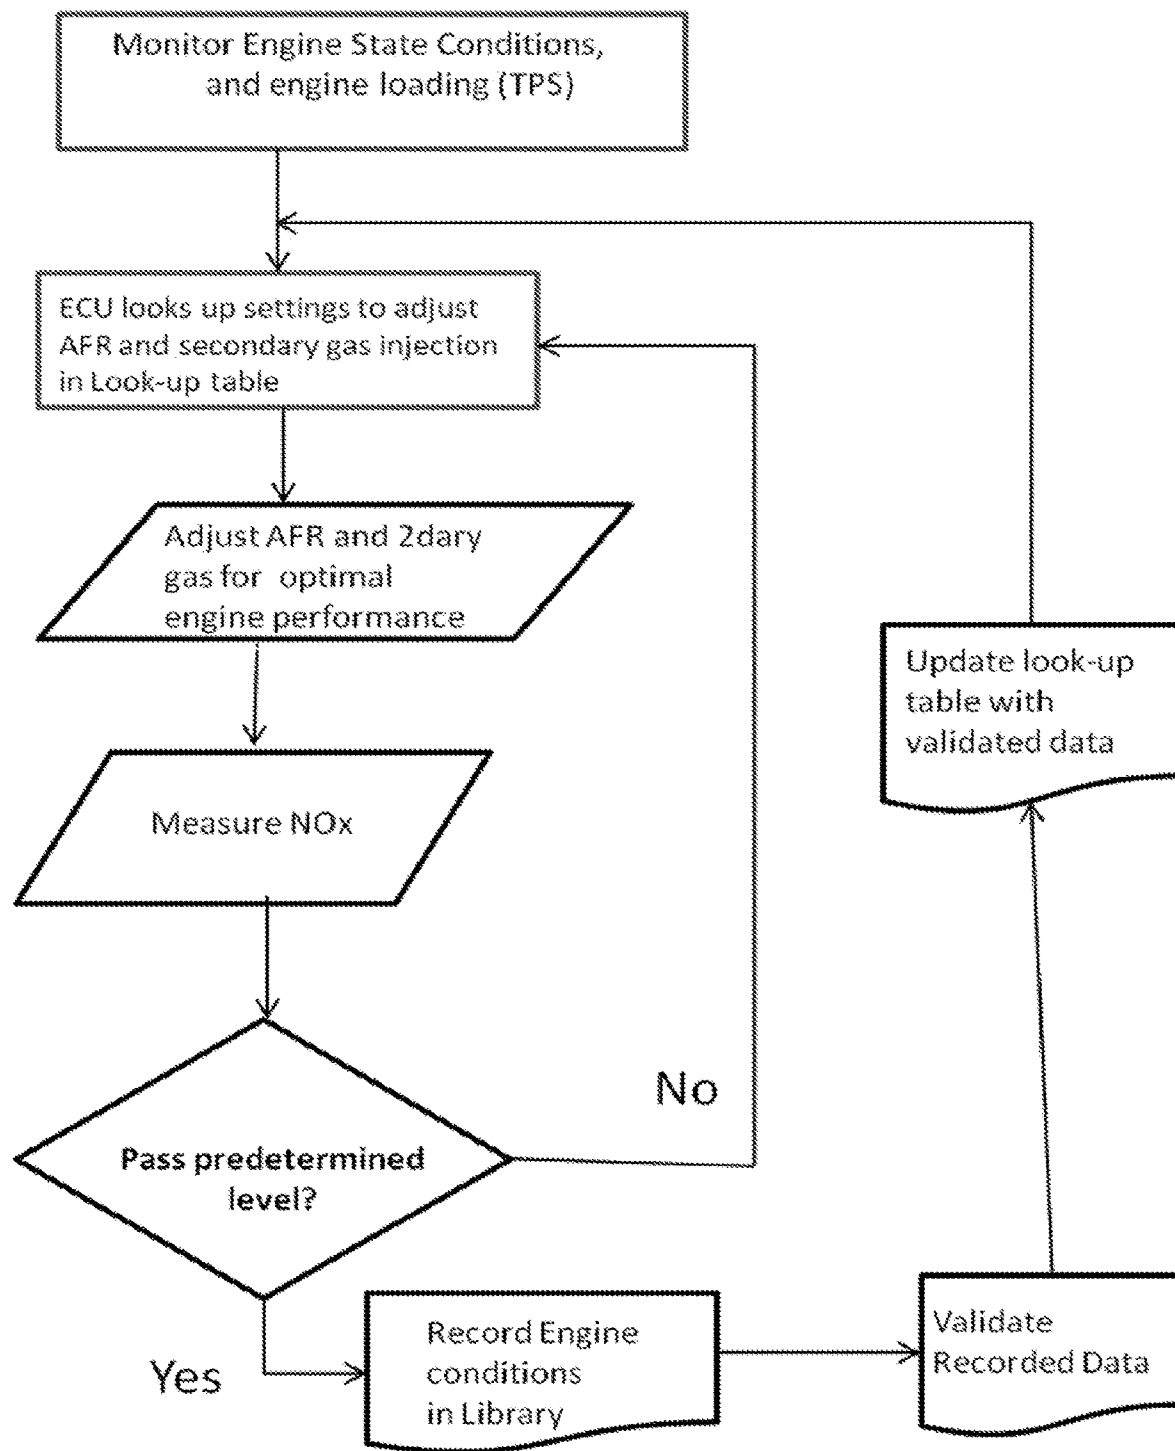 Monitor Engine State Conditions,
and engine loading (TPS)
ECU looks up settings to adjust
AFR and secondary gas injection
in Look-up table
Adjust AFR and 2dary
gas for optimal
engine performance
Measure NOx
Pass predetermined
level?
No
Yes
Record Engine
conditions
in Library
Validate
Recorded Data
Update look-up
table with
validated data